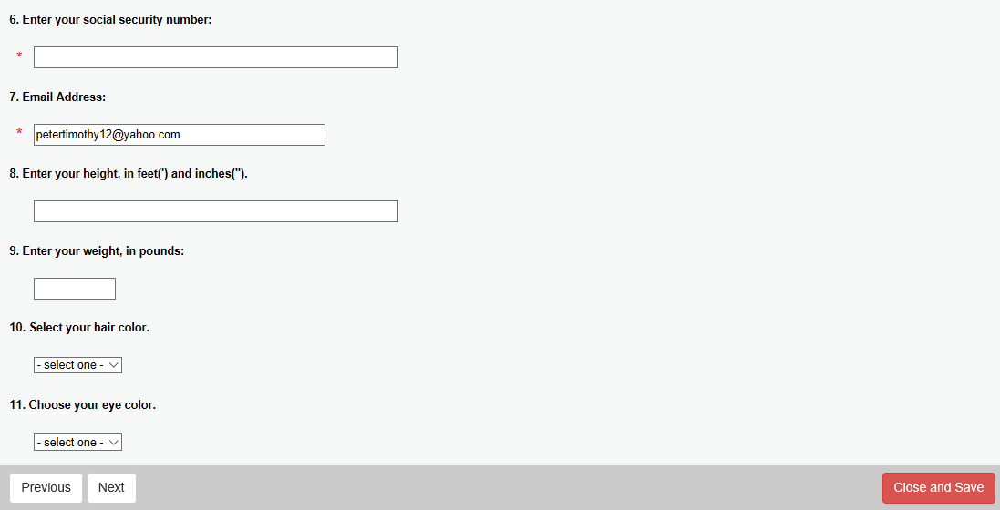 6. Enter your social security number:
*
7. Email Address:
*
petertimothy12@yahoo.com
8. Enter your height, in feet(') and inches(").
9. Enter your weight, in pounds:
10. Select your hair color.
- select one -
11. Choose your eye color.
- select one -
Previous Next Close and Save